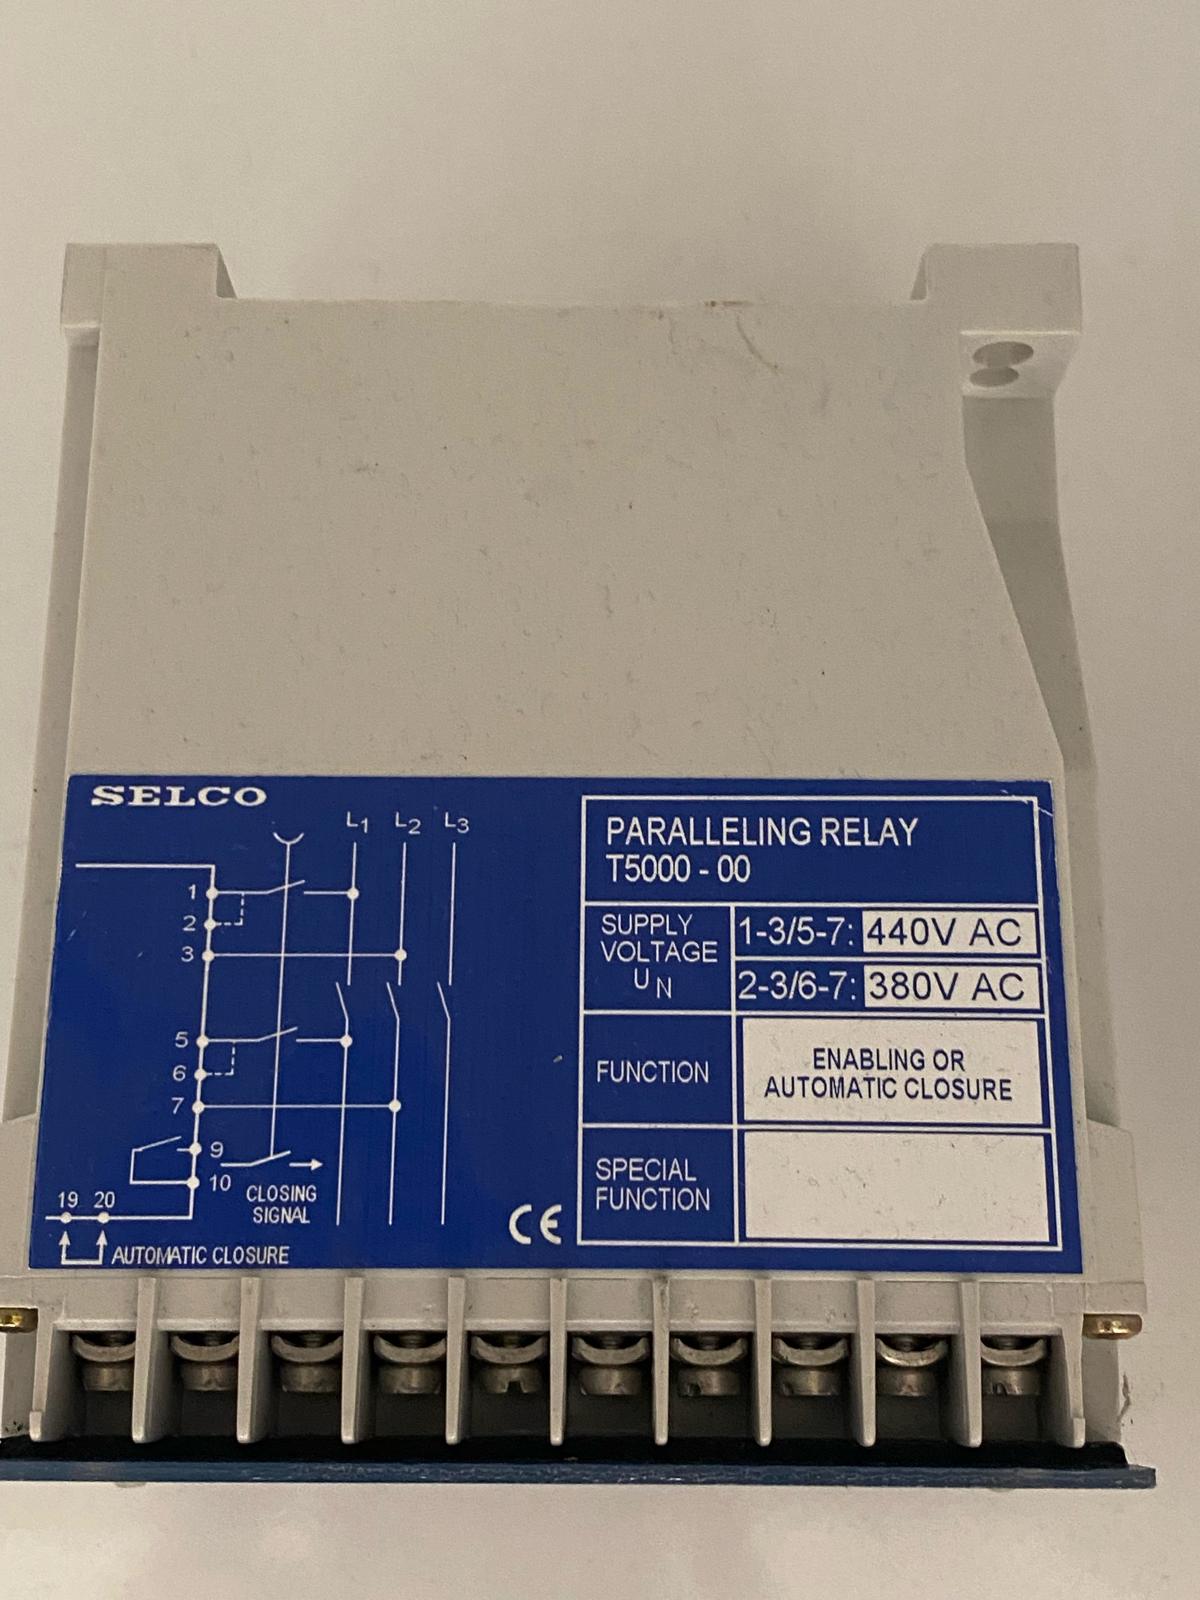 SELCO
L1 L2 L3
1
2
3
5
6
7
9
10
19 20
CLOSING
SIGNAL
AUTOMATIC CLOSURE
CE
PARALLELING RELAY
T5000 - 00
SUPPLY
VOLTAGE
UN
1-3/5-7: 440V AC
2-3/6-7: 380V AC
FUNCTION
ENABLING OR
AUTOMATIC CLOSURE
SPECIAL
FUNCTION